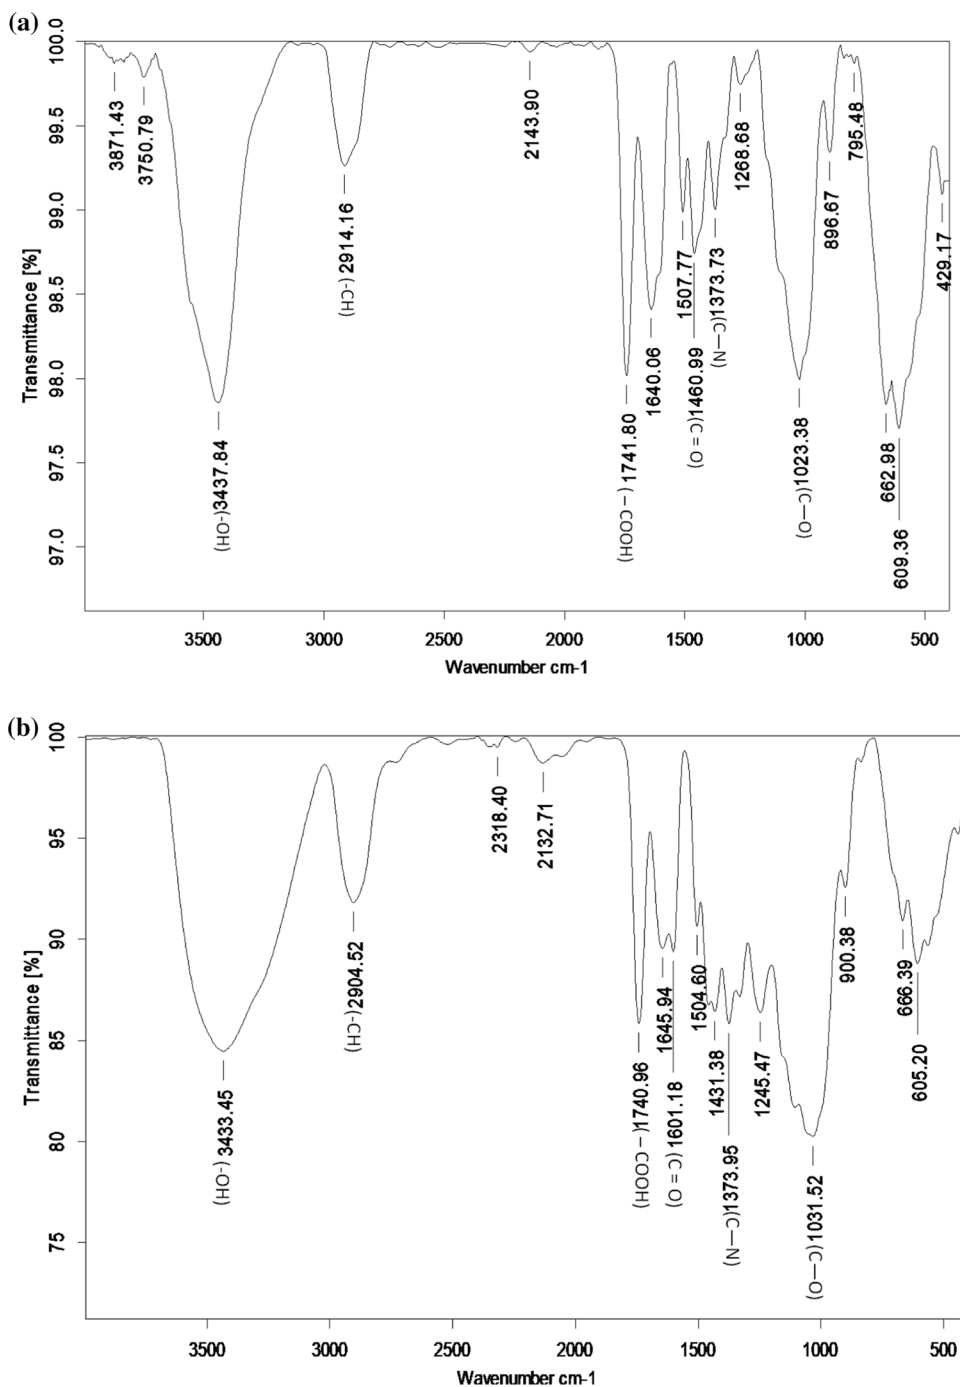 (a)
Transmittance [%]
100.0
99.5
99.0
98.5
98.0
97.5
97.0
3871.43
3750.79
(-OH)3437.84
(-CH) 2914.16
2143.90
( – COOH) 1741.80
1640.06
1507.77
(C = O)1460.99
(C—N)1373.73
1268.68
(C—O)1023.38
896.67
795.48
662.98
609.36
429.17
3500 3000 2500 2000 1500 1000 500
Wavenumber cm-1
(b)
Transmittance [%]
100
95
90
85
80
75
(-OH) 3433.45
(-CH)2904.52
2318.40
2132.71
( – COOH) 1740.96
1645.94
(C = O) 1601.18
1504.60
1431.38
(C—N)1373.95
1245.47
(C—O)1031.52
900.38
666.39
605.20
3500 3000 2500 2000 1500 1000 500
Wavenumber cm-1